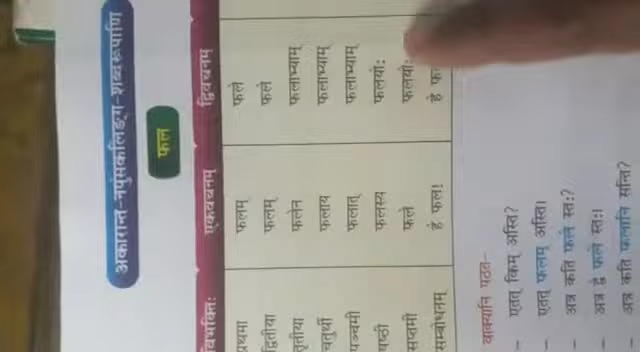 अकारान्त-नपुंसकलिङ्ग-शब्दरूपाणि
फल
विभक्तिः एकवचनम् द्विवचनम्
प्रथमा फलम् फले
द्वितीया फलम् फले
तृतीया फलेन फलाभ्याम्
चतुर्थी फलाय फलाभ्याम्
पञ्चमी फलात् फलाभ्याम्
षष्ठी फलस्य फलयोः
सप्तमी फले फलयोः
सम्बोधनम् हे फल! हे
वाक्यानि पठत-
– एतत् किम् अस्ति?
– एतत् फलम् अस्ति।
– अत्र कति फले स्तः?
– अत्र द्वे फले स्तः।
– अत्र कति फलानि सन्ति?